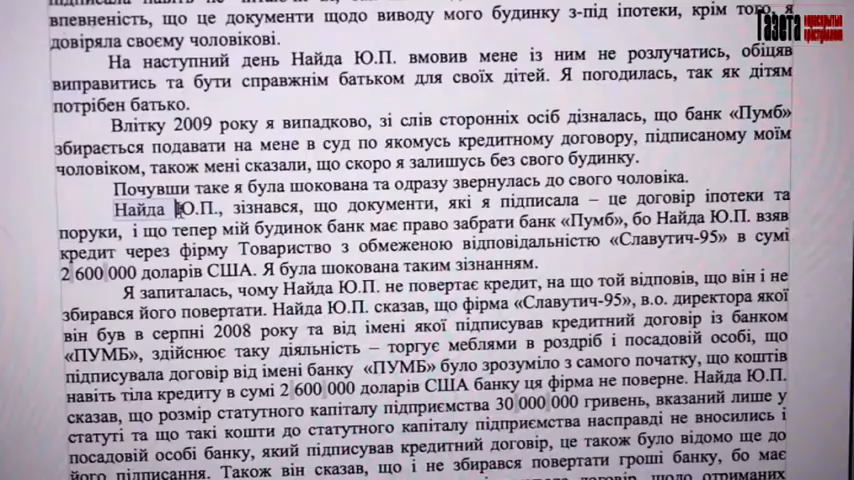 впевненість, що це документи щодо виводу мого будинку з-під іпотеки, крім того, я
довіряла своєму чоловікові.
На наступний день Найда Ю.П. вмовив мене із ним не розлучатись, обіцяв
виправитись та бути справжнім батьком для своїх дітей. Я погодилась, так як дітям
потрібен батько.
Влітку 2009 року я випадково, зі слів сторонніх осіб дізналась, що банк «Пумб»
збирається подавати на мене в суд по якомусь кредитному договору, підписаному моїм
чоловіком, також мені сказали, що скоро я залишусь без свого будинку.
Почувши таке я була шокована та одразу звернулась до свого чоловіка.
Найда Ю.П., зізнався, що документи, які я підписала – це договір іпотеки та
поруки, і що тепер мій будинок банк має право забрати банк «Пумб», бо Найда Ю.П. взяв
кредит через фірму Товариство з обмеженою відповідальністю «Славутич-95» в сумі
2 600 000 доларів США. Я була шокована таким зізнанням.
Я запиталась, чому Найда Ю.П. не повертає кредит, на що той відповів, що він і не
збирався його повертати. Найда Ю.П. сказав, що фірма «Славутич-95», в.о. директора якої
він був в серпні 2008 року та від імені якої підписував кредитний договір із банком
«ПУМБ», здійснює таку діяльність – торгує меблями в роздріб і посадовій особі, що
підписувала договір від імені банку «ПУМБ» було зрозуміло з самого початку, що коштів
навіть тіла кредиту в сумі 2 600 000 доларів США банку ця фірма не поверне. Найда Ю.П.
сказав, що розмір статутного капіталу підприємства 30 000 000 гривень, вказаний лише у
статуті та що такі кошти до статутного капіталу підприємства насправді не вносились і
посадовій особі банку, який підписував кредитний договір, це також було відомо ще до
його підписання. Також він сказав, що і не збирався повертати гроші банку, бо має
Газета